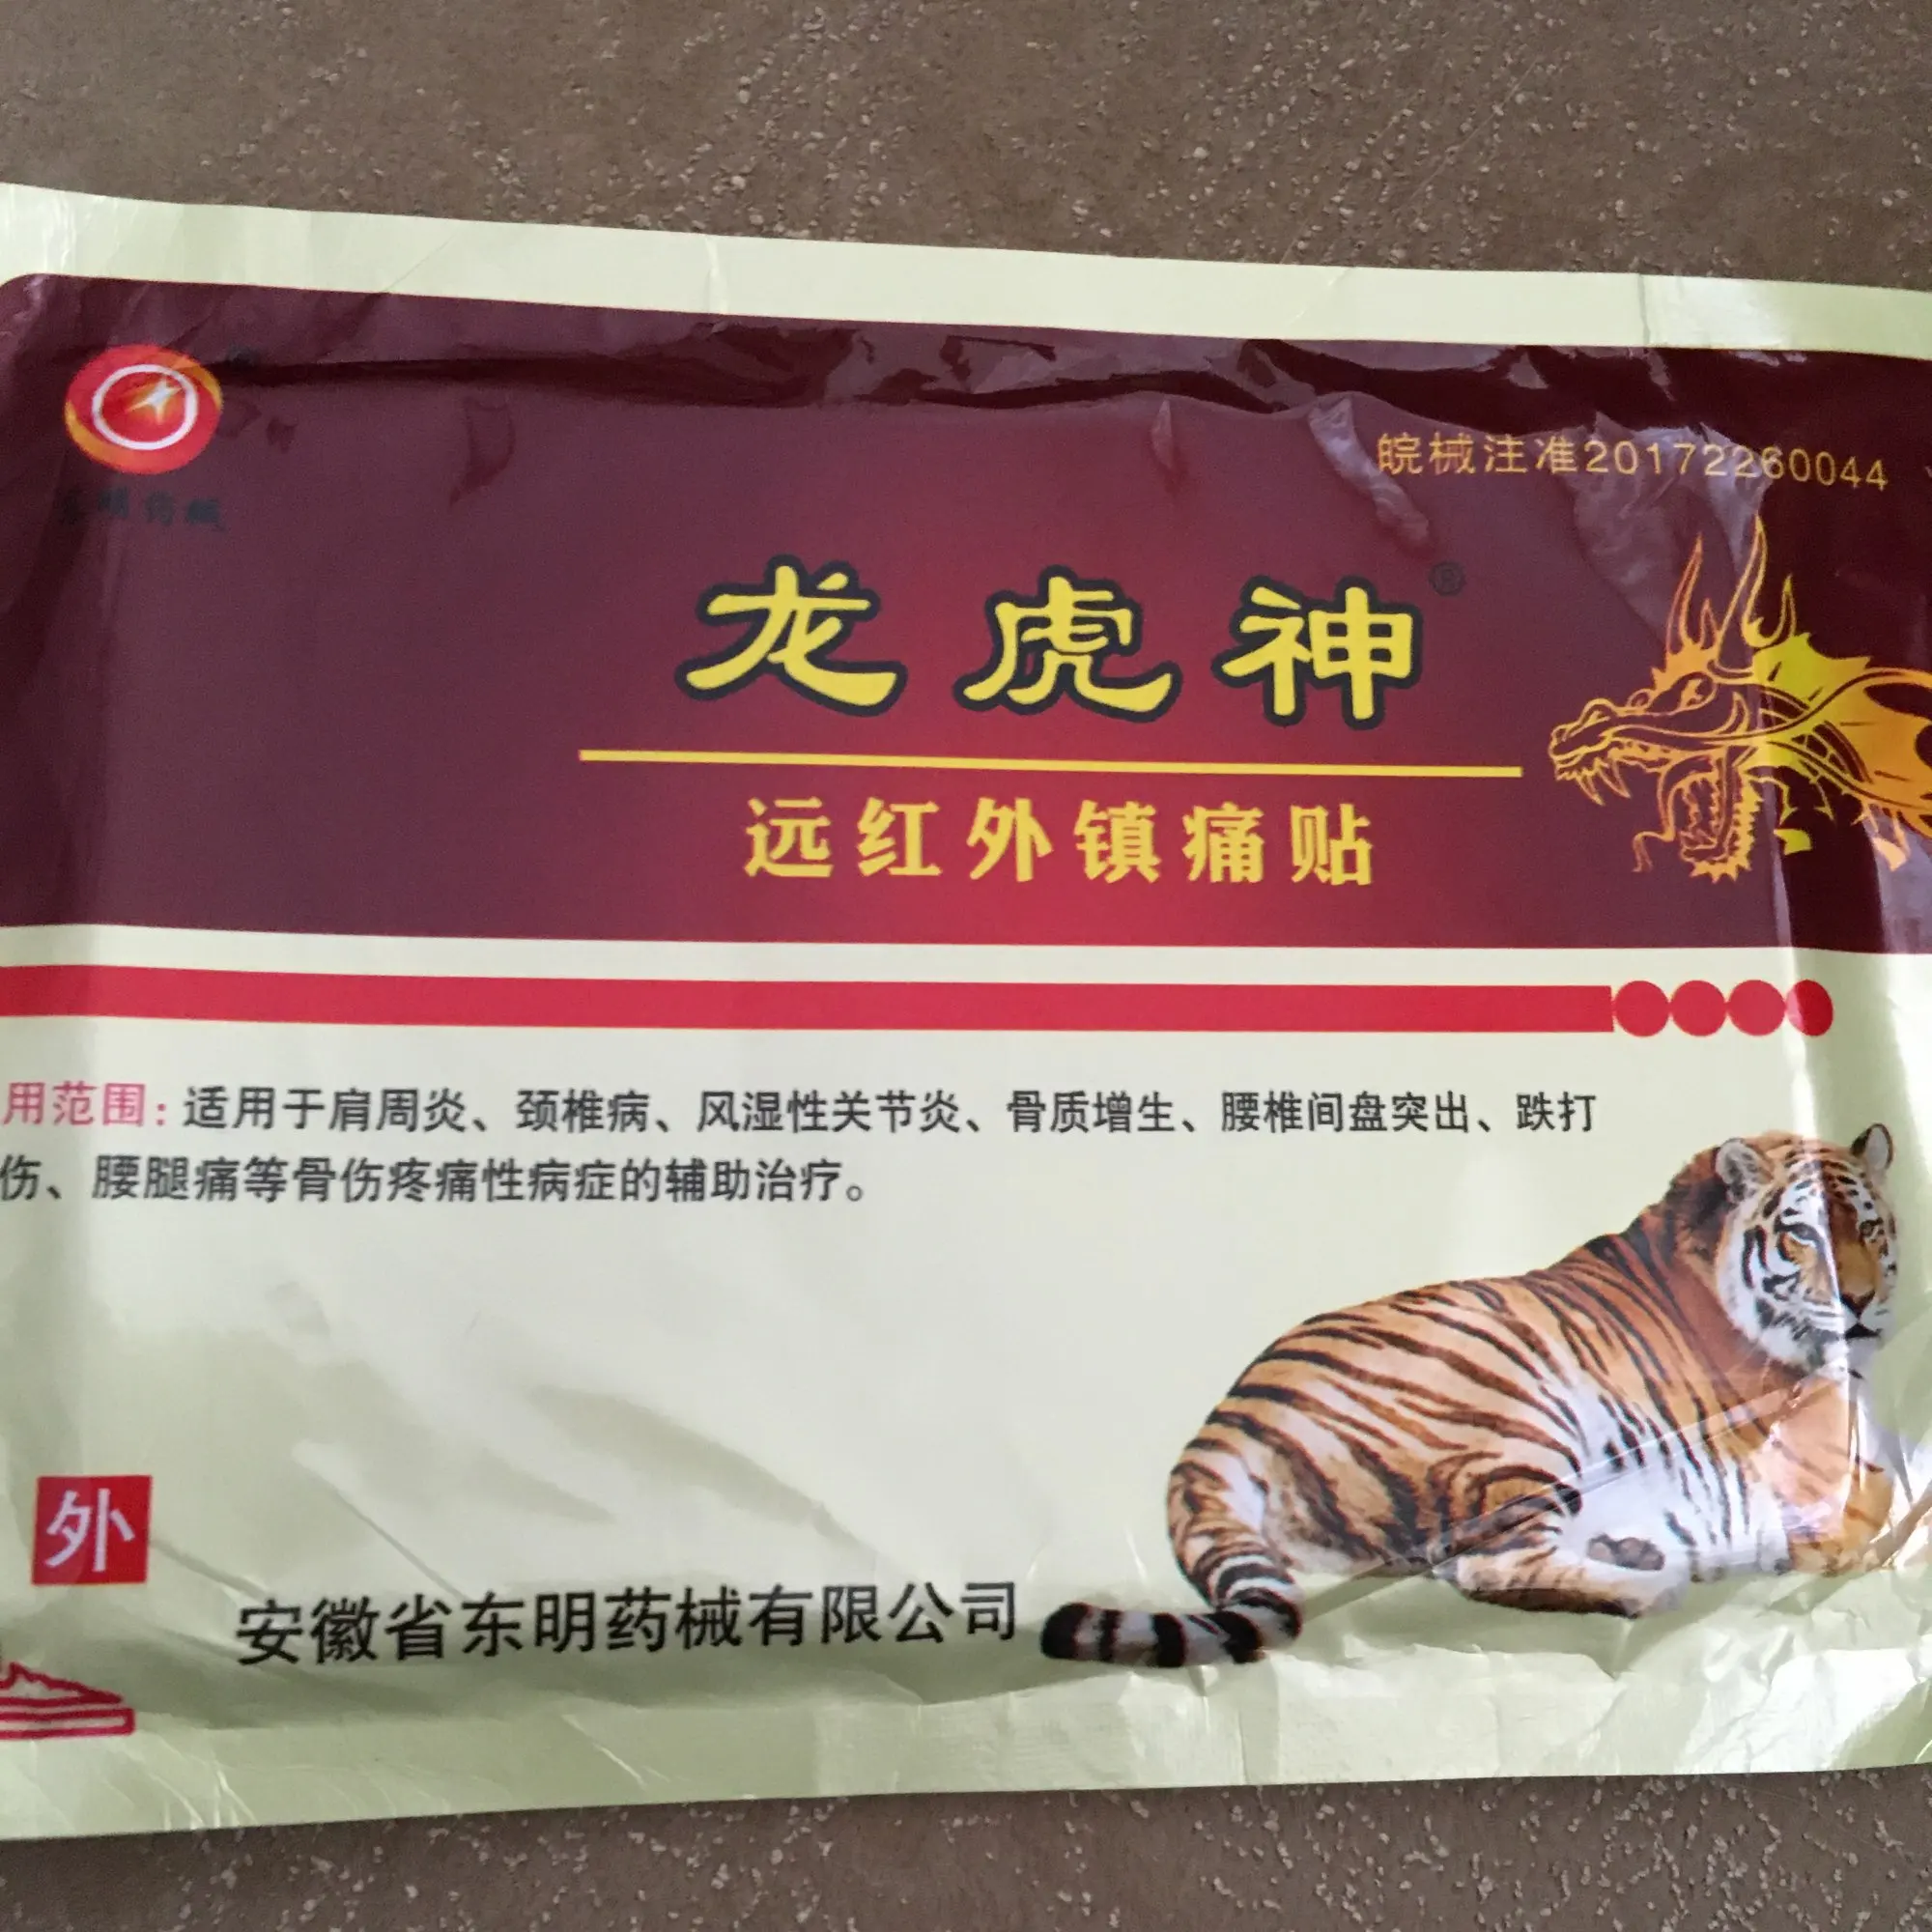 皖械注准20172260044
龙虎神®
远红外镇痛贴
用范围:适用于肩周炎、颈椎病、风湿性关节炎、骨质增生、腰椎间盘突出、跌打
伤、腰腿痛等骨伤疼痛性病症的辅助治疗。
外
安徽省东明药械有限公司